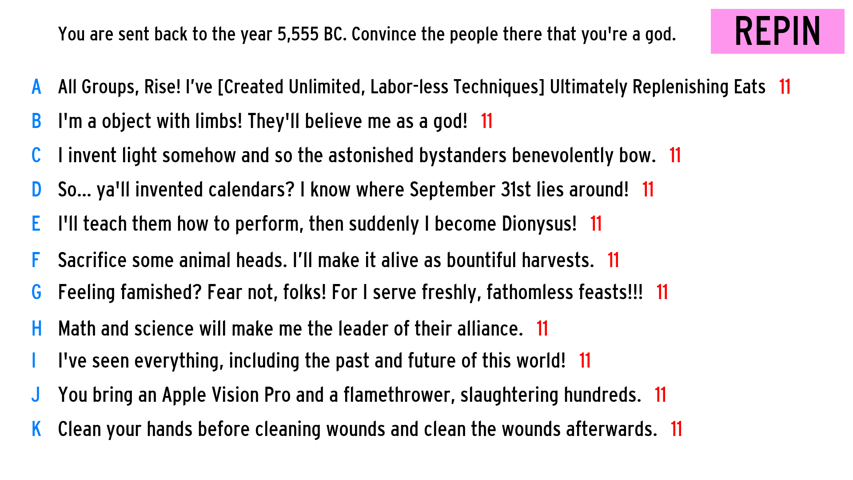 You are sent back to the year 5,555 BC. Convince the people there that you're a god.
REPIN
A All Groups, Rise! I've [Created Unlimited, Labor-less Techniques] Ultimately Replenishing Eats 11
B I'm a object with limbs! They'll believe me as a god! 11
C I invent light somehow and so the astonished bystanders benevolently bow. 11
D So... ya'll invented calendars? I know where September 31st lies around! 11
E I'll teach them how to perform, then suddenly I become Dionysus! 11
F Sacrifice some animal heads. I'll make it alive as bountiful harvests. 11
G Feeling famished? Fear not, folks! For I serve freshly, fathomless feasts!!! 11
H Math and science will make me the leader of their alliance. 11
I I've seen everything, including the past and future of this world! 11
J You bring an Apple Vision Pro and a flamethrower, slaughtering hundreds. 11
K Clean your hands before cleaning wounds and clean the wounds afterwards. 11